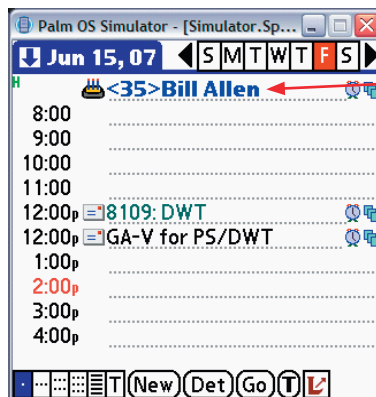 Palm OS Simulator - [Simulator.Sp...
Jun 15, 07 S M T W T F S
H
<35>Bill Allen
8:00
9:00
10:00
11:00
12:00p 8109: DWT
12:00p GA-V for PS/DWT
1:00p
2:00p
3:00p
4:00p
T New Det Go T